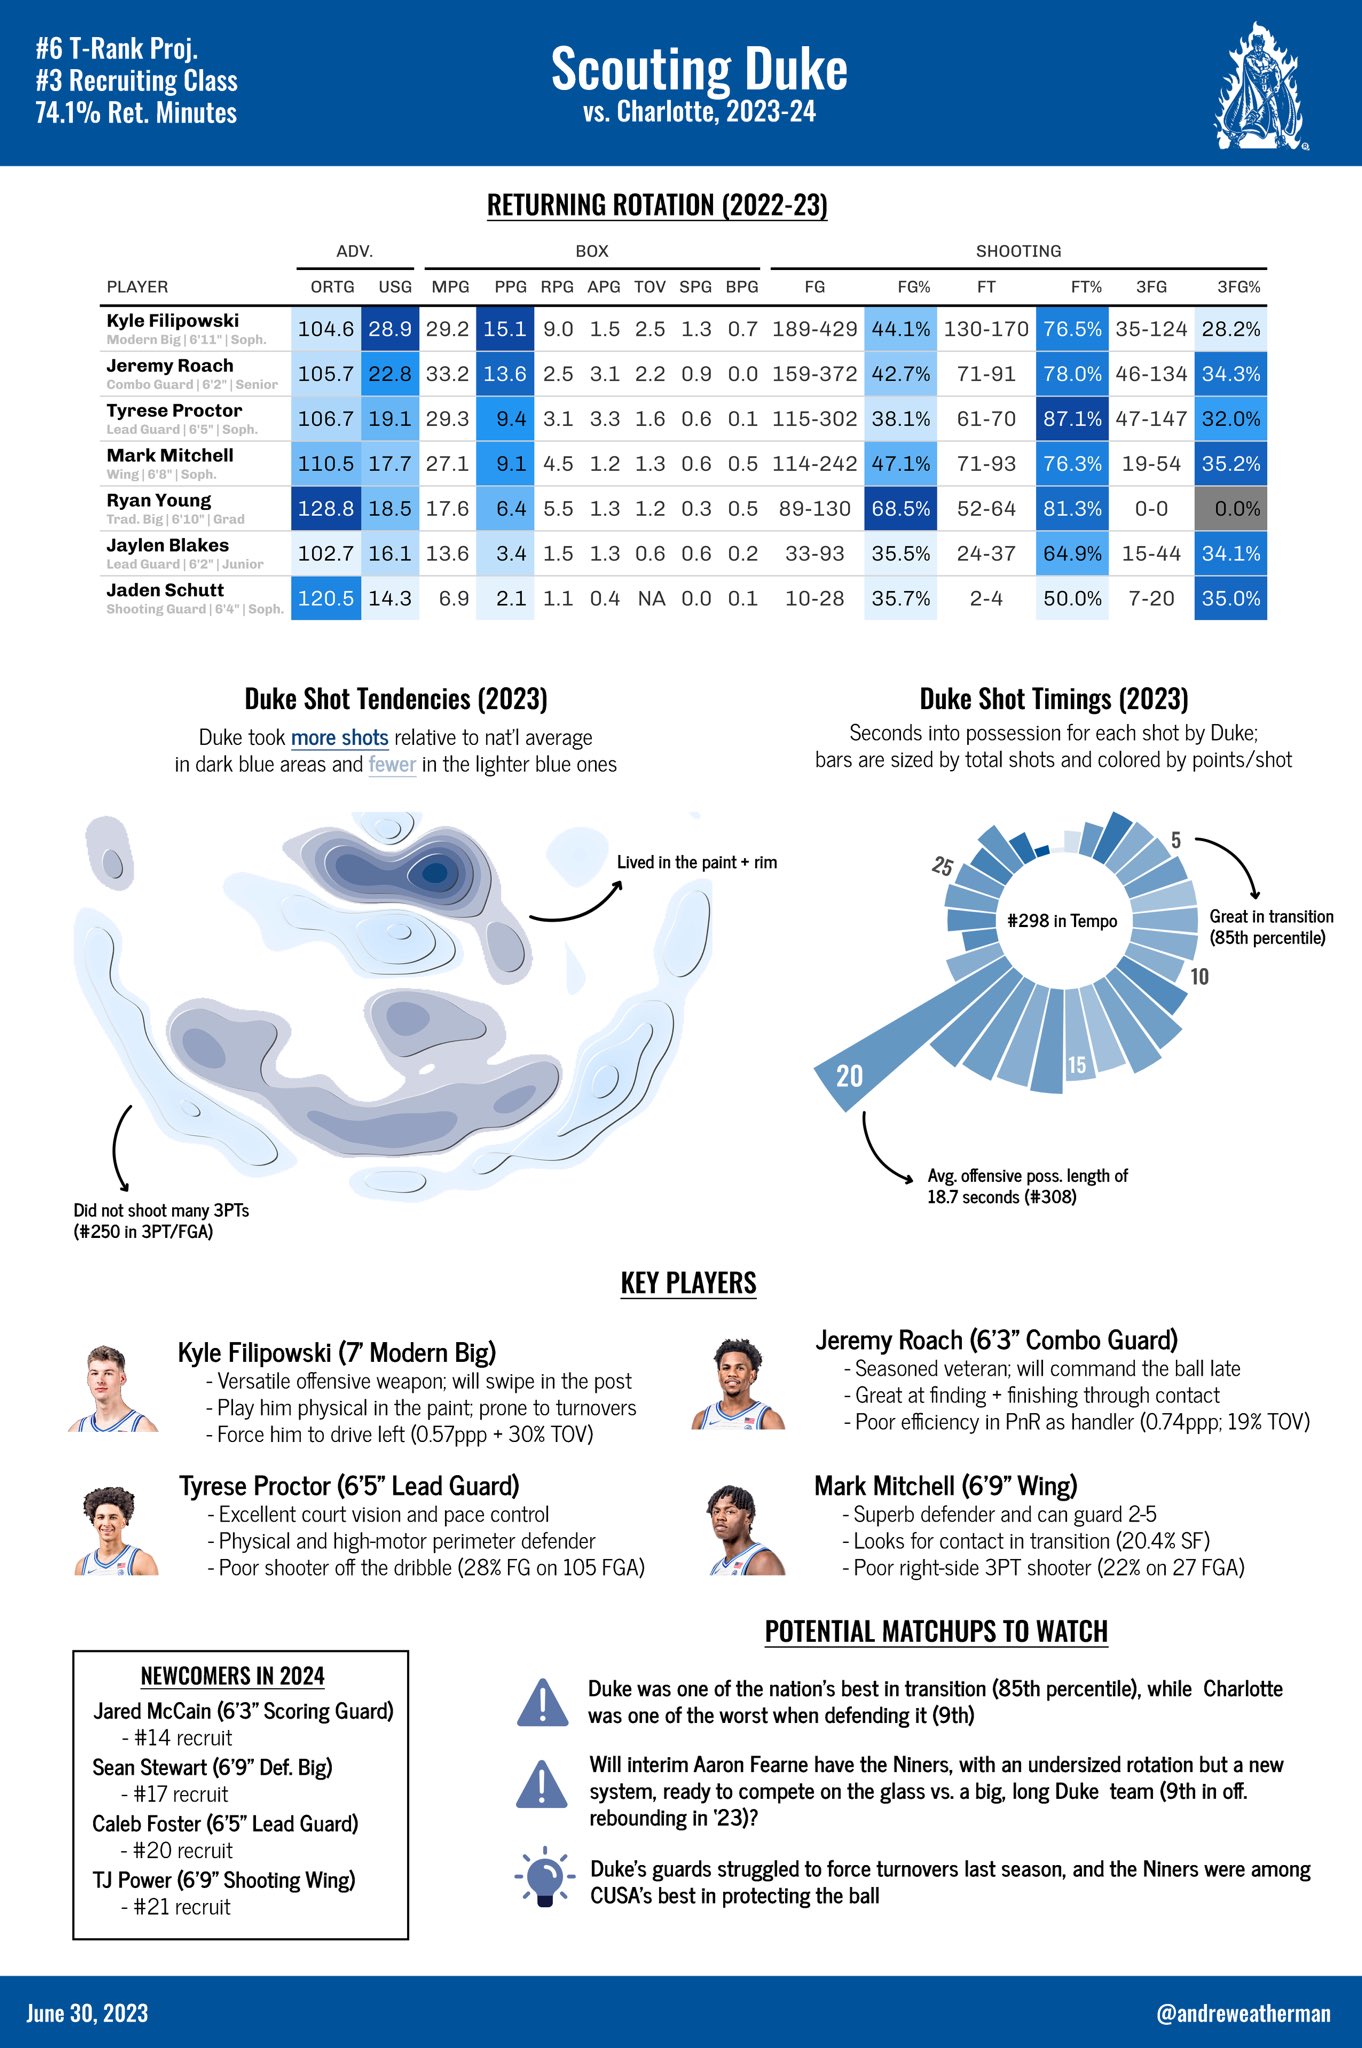 #6 T-Rank Proj.
#3 Recruiting Class
74.1% Ret. Minutes
Scouting Duke
vs. Charlotte, 2023-24
®
RETURNING ROTATION (2022-23)
ADV. BOX SHOOTING
PLAYER ORTG USG MPG PPG RPG APG TOV SPG BPG FG FG% FT FT% 3FG 3FG%
Kyle Filipowski 104.6 28.9 29.2 15.1 9.0 1.5 2.5 1.3 0.7 189-429 44.1% 130-170 76.5% 35-124 28.2%
Modern Big | 6'11" | Soph.
Jeremy Roach 105.7 22.8 33.2 13.6 2.5 3.1 2.2 0.9 0.0 159-372 42.7% 71-91 78.0% 46-134 34.3%
Combo Guard | 6'2" | Senior
Tyrese Proctor 106.7 19.1 29.3 9.4 3.1 3.3 1.6 0.6 0.1 115-302 38.1% 61-70 87.1% 47-147 32.0%
Lead Guard | 6'5" | Soph.
Mark Mitchell 110.5 17.7 27.1 9.1 4.5 1.2 1.3 0.6 0.5 114-242 47.1% 71-93 76.3% 19-54 35.2%
Wing | 6'8" | Soph.
Ryan Young 128.8 18.5 17.6 6.4 5.5 1.3 1.2 0.3 0.5 89-130 68.5% 52-64 81.3% 0-0 0.0%
Trad. Big | 6'10" | Grad
Jaylen Blakes 102.7 16.1 13.6 3.4 1.5 1.3 0.6 0.6 0.2 33-93 35.5% 24-37 64.9% 15-44 34.1%
Lead Guard | 6'2" | Junior
Jaden Schutt 120.5 14.3 6.9 2.1 1.1 0.4 NA 0.0 0.1 10-28 35.7% 2-4 50.0% 7-20 35.0%
Shooting Guard | 6'4" | Soph.
Duke Shot Tendencies (2023)
Duke took more shots relative to nat'l average
in dark blue areas and fewer in the lighter blue ones
Lived in the paint + rim
Did not shoot many 3PTs
(#250 in 3PT/FGA)
Duke Shot Timings (2023)
Seconds into possession for each shot by Duke;
bars are sized by total shots and colored by points/shot
5
25
#298 in Tempo
Great in transition
(85th percentile)
10
15
20
Avg. offensive poss. length of
18.7 seconds (#308)
KEY PLAYERS
Kyle Filipowski (7' Modern Big)
- Versatile offensive weapon; will swipe in the post
- Play him physical in the paint; prone to turnovers
- Force him to drive left (0.57ppp + 30% TOV)
Jeremy Roach (6'3" Combo Guard)
- Seasoned veteran; will command the ball late
- Great at finding + finishing through contact
- Poor efficiency in PnR as handler (0.74ppp; 19% TOV)
Tyrese Proctor (6'5" Lead Guard)
- Excellent court vision and pace control
- Physical and high-motor perimeter defender
- Poor shooter off the dribble (28% FG on 105 FGA)
Mark Mitchell (6'9" Wing)
- Superb defender and can guard 2-5
- Looks for contact in transition (20.4% SF)
- Poor right-side 3PT shooter (22% on 27 FGA)
NEWCOMERS IN 2024
Jared McCain (6'3" Scoring Guard)
- #14 recruit
Sean Stewart (6'9" Def. Big)
- #17 recruit
Caleb Foster (6'5" Lead Guard)
- #20 recruit
TJ Power (6'9" Shooting Wing)
- #21 recruit
POTENTIAL MATCHUPS TO WATCH
Duke was one of the nation's best in transition (85th percentile), while Charlotte
was one of the worst when defending it (9th)
Will interim Aaron Fearne have the Niners, with an undersized rotation but a new
system, ready to compete on the glass vs. a big, long Duke team (9th in off.
rebounding in '23)?
Duke's guards struggled to force turnovers last season, and the Niners were among
CUSA's best in protecting the ball
June 30, 2023
@andreweatherman